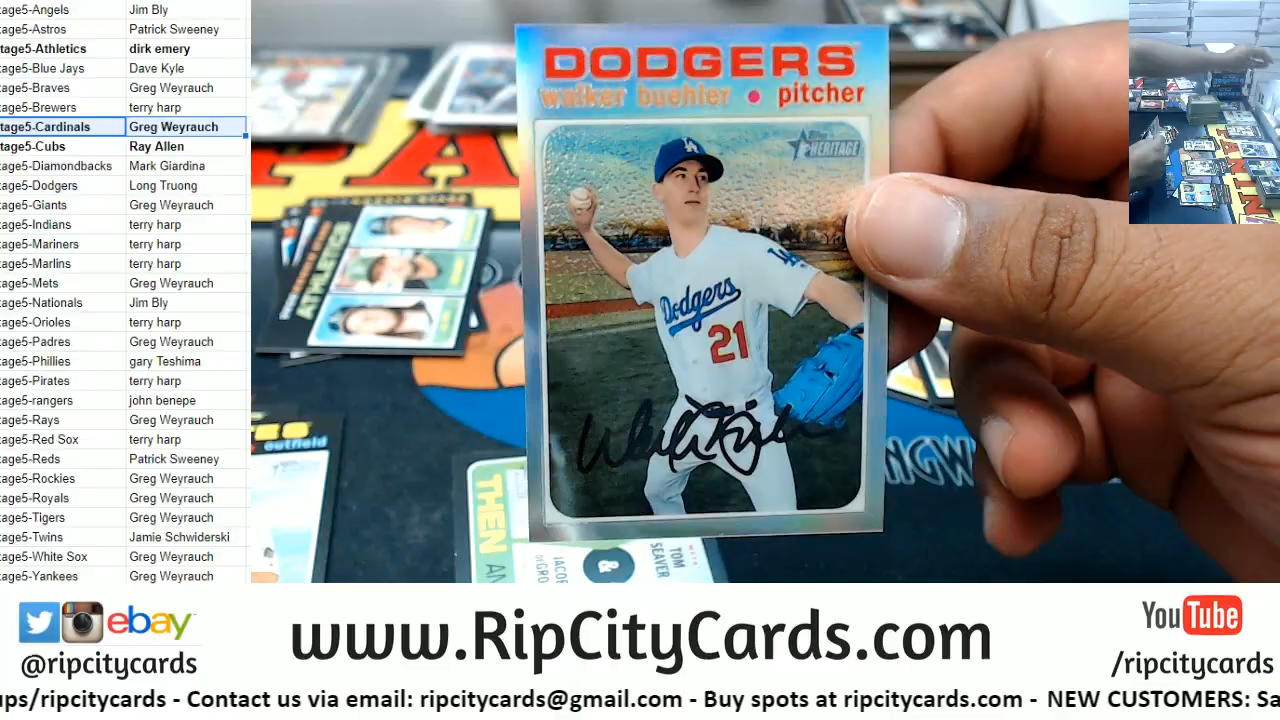 tage5-Angels Jim Bly
tage5-Astros Patrick Sweeney
tage5-Athletics dirk emery
tage5-Blue Jays Dave Kyle
tage5-Braves Greg Weyrauch
tage5-Brewers terry harp
tage5-Cardinals Greg Weyrauch
tage5-Cubs Ray Allen
tage5-Diamondbacks Mark Giardina
tage5-Dodgers Long Truong
tage5-Giants Greg Weyrauch
tage5-Indians terry harp
tage5-Mariners terry harp
tage5-Marlins terry harp
tage5-Mets Greg Weyrauch
tage5-Nationals Jim Bly
tage5-Orioles terry harp
tage5-Padres Greg Weyrauch
tage5-Phillies gary Teshima
tage5-Pirates terry harp
tage5-rangers john benepe
tage5-Rays Greg Weyrauch
tage5-Red Sox terry harp
tage5-Reds Patrick Sweeney
tage5-Rockies Greg Weyrauch
tage5-Royals Greg Weyrauch
tage5-Tigers Greg Weyrauch
tage5-Twins Jamie Schwiderski
tage5-White Sox Greg Weyrauch
tage5-Yankees Greg Weyrauch
DODGERS
walker buehler • pitcher
Topps
HERITAGE
LA
LA
Dodgers
21
ATHLETICS
outfield
THEN AN
&
TOM
SEAVER
METS
PANIN
ebay
@ripcitycards
www.RipCityCards.com
YouTube
/ripcitycards
ups/ripcitycards - Contact us via email: ripcitycards@gmail.com - Buy spots at ripcitycards.com - NEW CUSTOMERS: Sa